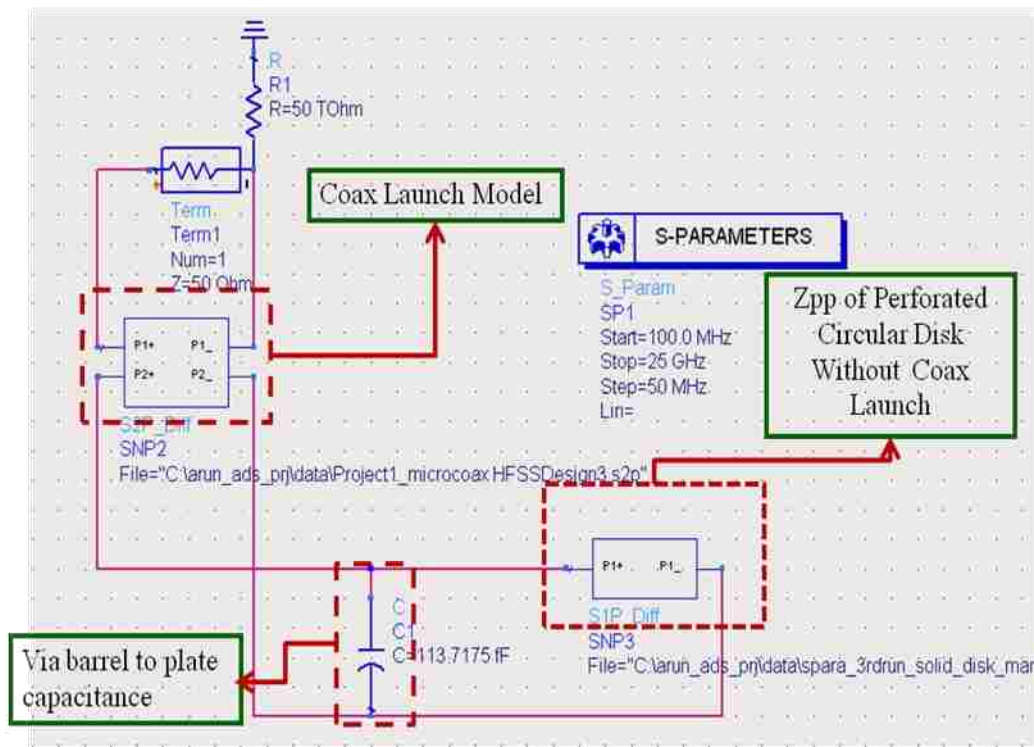 R
R1
R=50 TOhm
Term
Term1
Num=1
Z=50 Ohm
Coax Launch Model
S-PARAMETERS
S_Param
SP1
Start=100.0 MHz
Stop=25 GHz
Step=50 MHz
Lin=
Zpp of Perforated
Circular Disk
Without Coax
Launch
P1+ P1_
P2+ P2_
S2P_Diff
SNP2
File="C:\arun_ads_prj\data\Project1_microcoax HFSSDesign3.s2p"
P1+ P1_
S1P_Diff
SNP3
File="C:\arun_ads_prj\data\spara_3rdrun_solid_disk_mar
C
C1
C=113.7175 fF
Via barrel to plate
capacitance